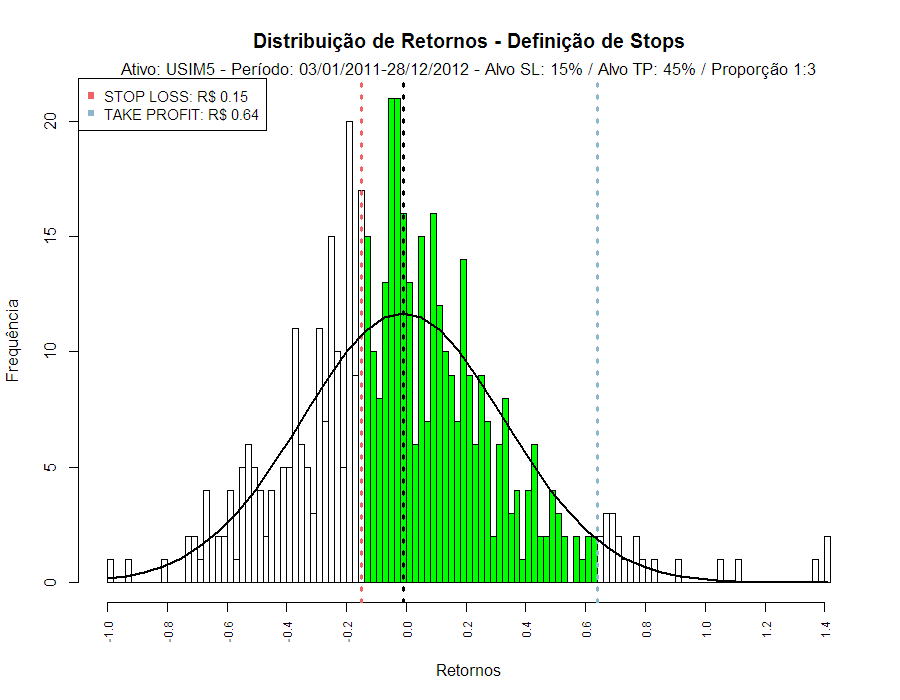 Distribuição de Retornos - Definição de Stops
Ativo: USIM5 - Período: 03/01/2011-28/12/2012 - Alvo SL: 15% / Alvo TP: 45% / Proporção 1:3
STOP LOSS: R$ 0.15
TAKE PROFIT: R$ 0.64
Frequência
20
15
10
5
0
-1.0 -0.8 -0.6 -0.4 -0.2 0.0 0.2 0.4 0.6 0.8 1.0 1.2 1.4
Retornos